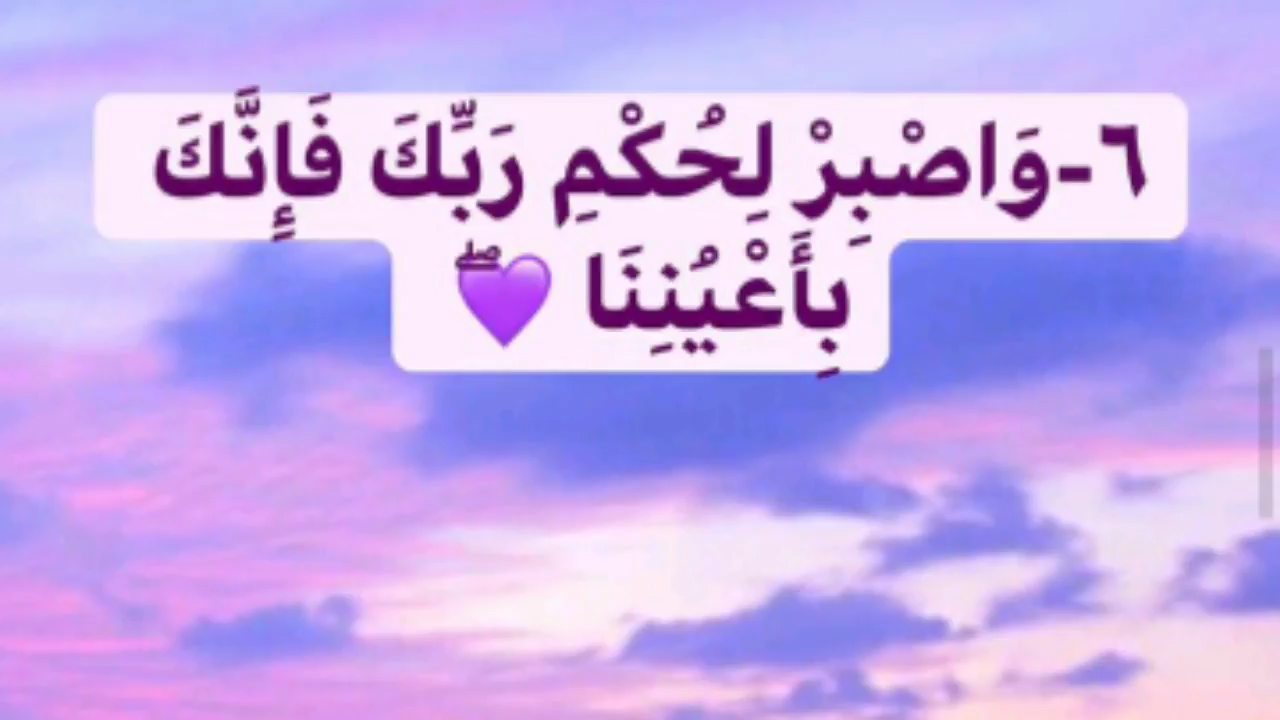 ٦-وَاصْبِرْ لِحُكْمِ رَبِّكَ فَإِنَّكَ
بِأَعْيُنِنَا 💜ۖ